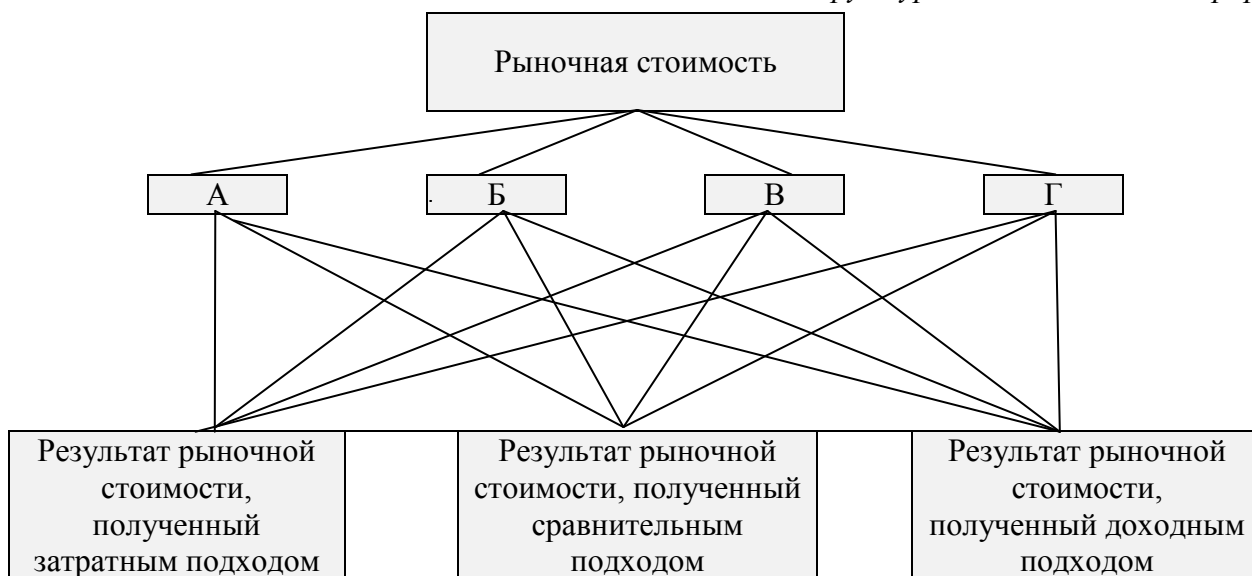 Рыночная стоимость
А
Б
В
Г
Результат рыночной
стоимости,
полученный
затратным подходом
Результат рыночной
стоимости, полученный
сравнительным
подходом
Результат рыночной
стоимости,
полученный доходным
подходом